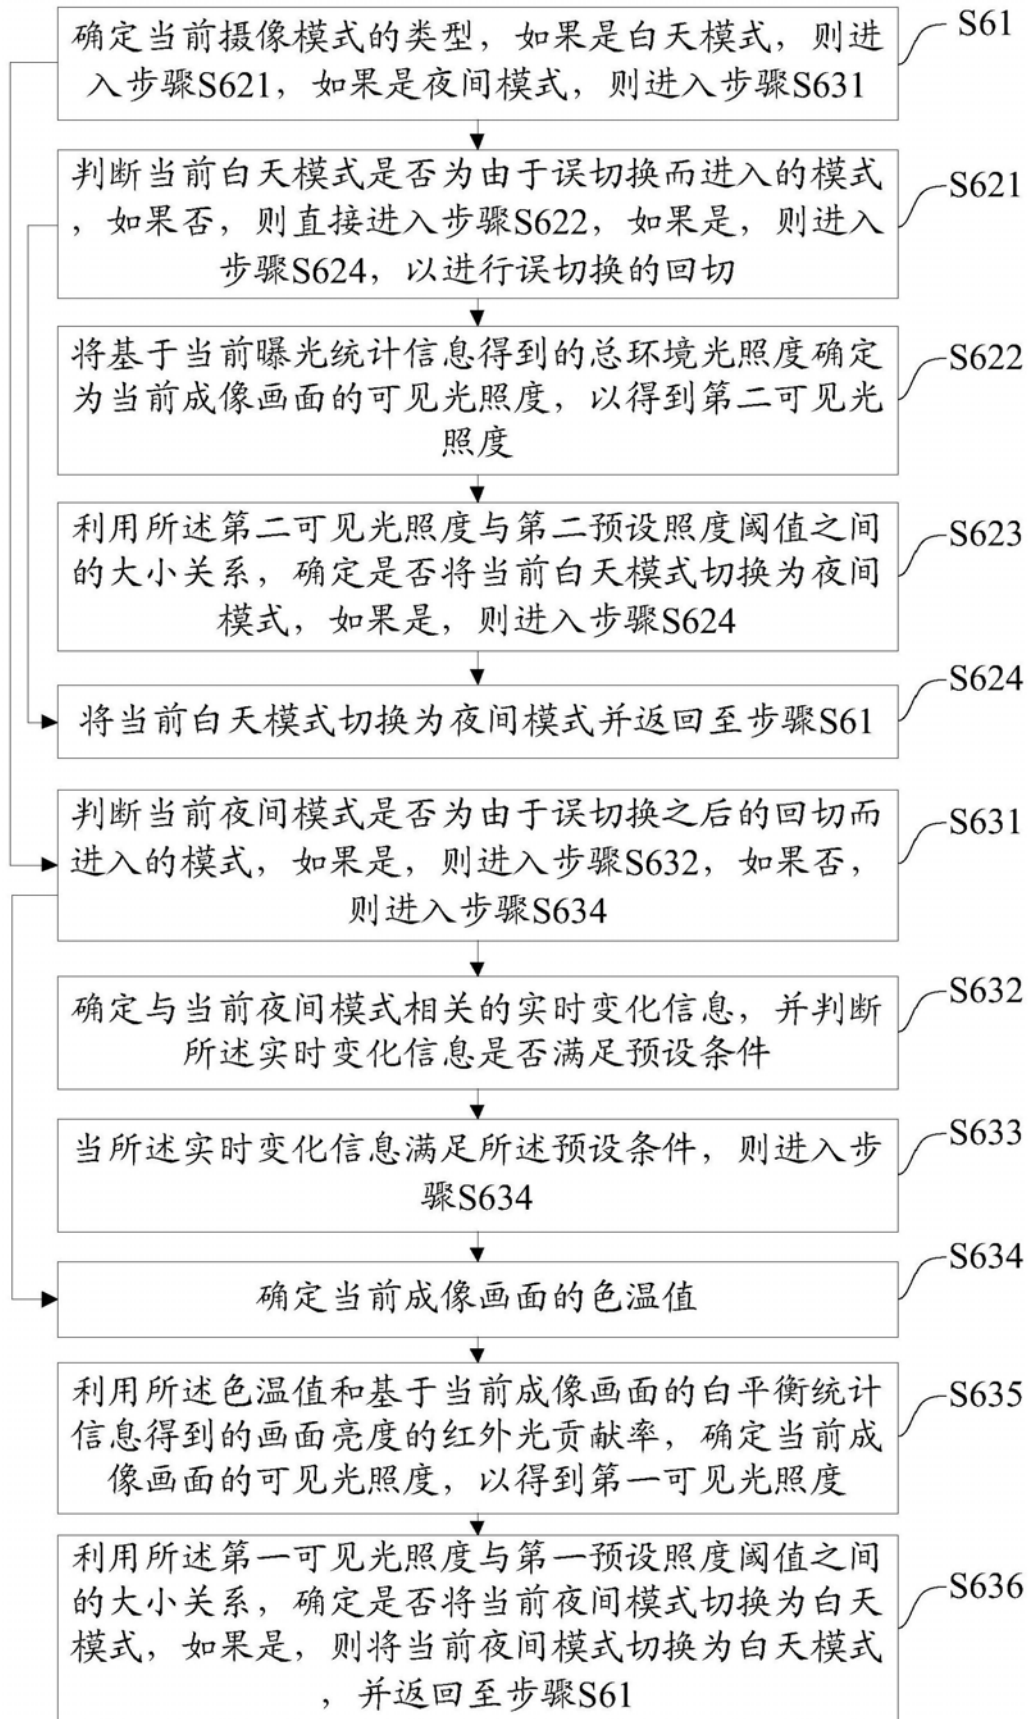 确定当前摄像模式的类型，如果是白天模式，则进
入步骤S621，如果是夜间模式，则进入步骤S631
S61
判断当前白天模式是否为由于误切换而进入的模式
，如果否，则直接进入步骤S622，如果是，则进入
步骤S624，以进行误切换的回切
S621
将基于当前曝光统计信息得到的总环境光照度确定
为当前成像画面的可见光照度，以得到第二可见光
照度
S622
利用所述第二可见光照度与第二预设照度阈值之间
的大小关系，确定是否将当前白天模式切换为夜间
模式，如果是，则进入步骤S624
S623
将当前白天模式切换为夜间模式并返回至步骤S61
S624
判断当前夜间模式是否为由于误切换之后的回切而
进入的模式，如果是，则进入步骤S632，如果否，
则进入步骤S634
S631
确定与当前夜间模式相关的实时变化信息，并判断
所述实时变化信息是否满足预设条件
S632
当所述实时变化信息满足所述预设条件，则进入步
骤S634
S633
确定当前成像画面的色温值
S634
利用所述色温值和基于当前成像画面的白平衡统计
信息得到的画面亮度的红外光贡献率，确定当前成
像画面的可见光照度，以得到第一可见光照度
S635
利用所述第一可见光照度与第一预设照度阈值之间
的大小关系，确定是否将当前夜间模式切换为白天
模式，如果是，则将当前夜间模式切换为白天模式
，并返回至步骤S61
S636